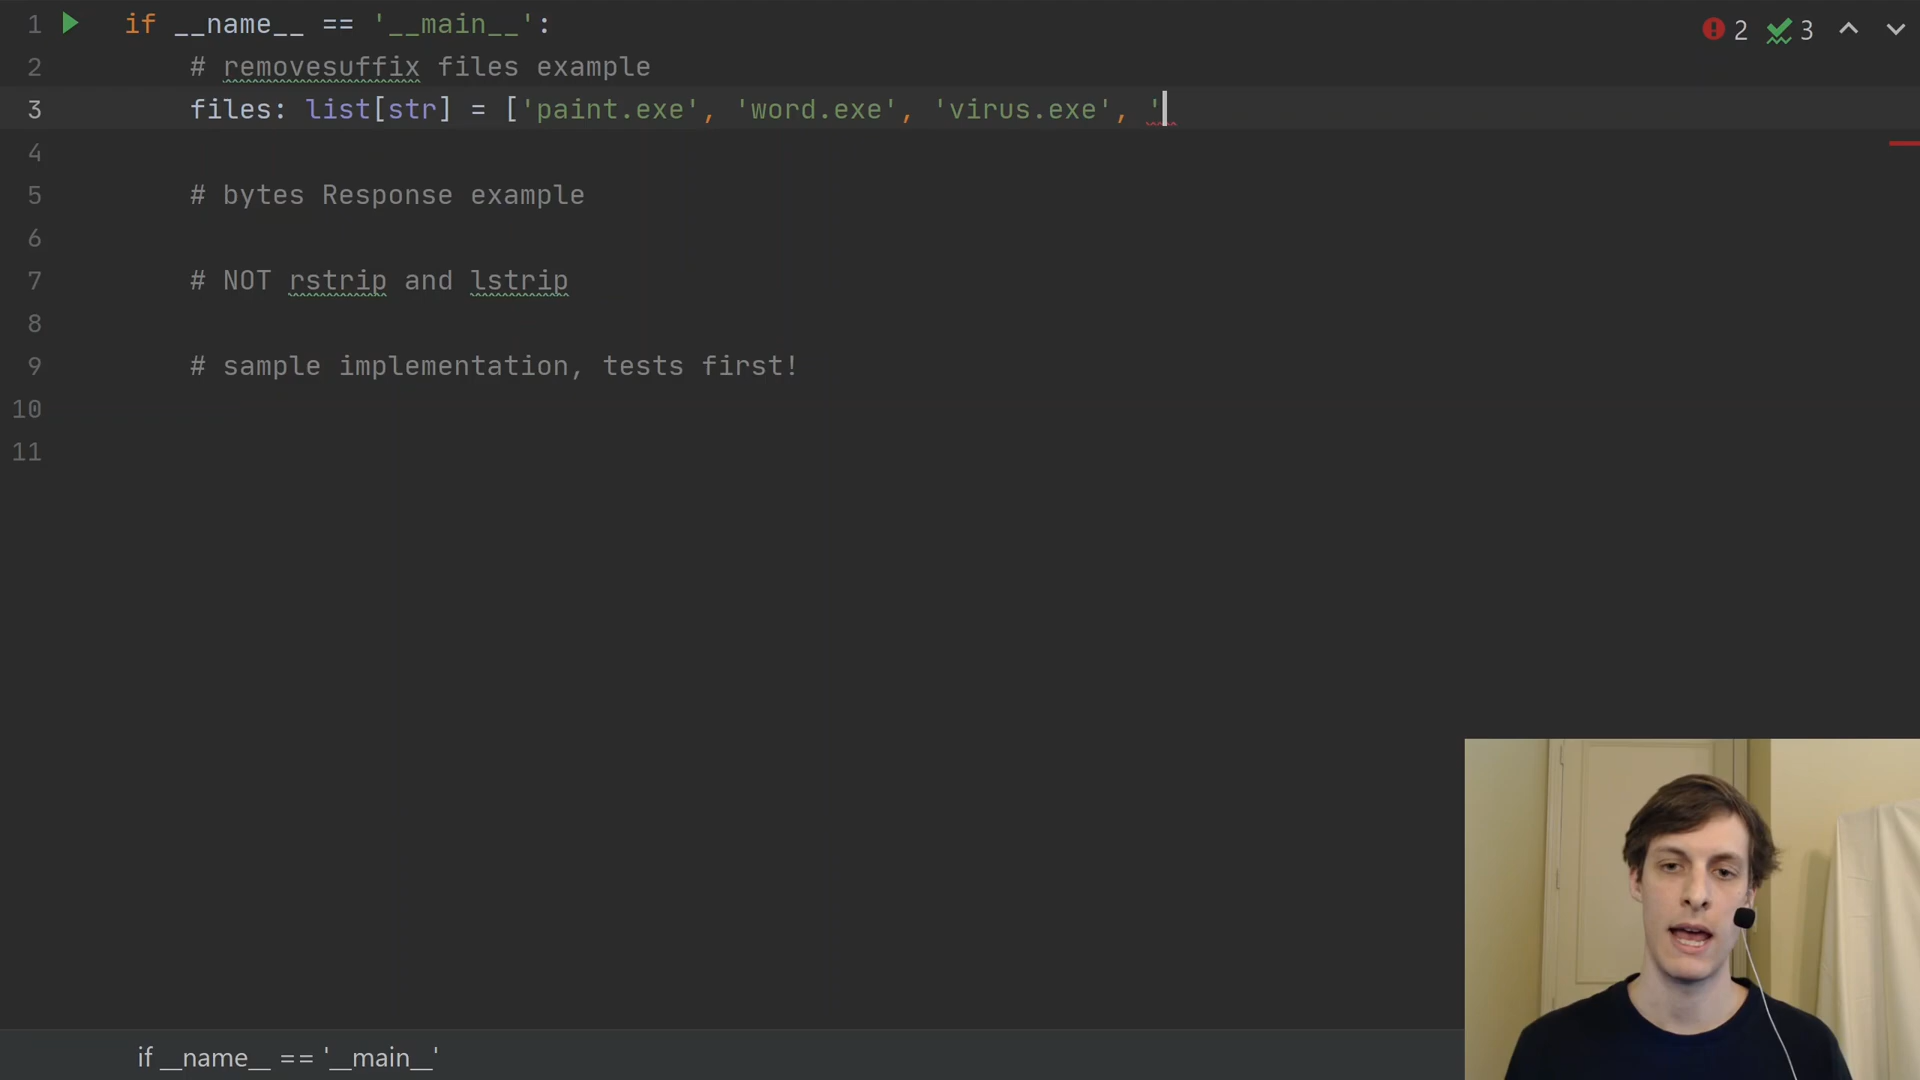 1 if __name__ == '__main__': 2 3
2 # removesuffix files example
3 files: list[str] = ['paint.exe', 'word.exe', 'virus.exe', '
4
5 # bytes Response example
6
7 # NOT rstrip and lstrip
8
9 # sample implementation, tests first!
10
11
if __name__ == '__main__'